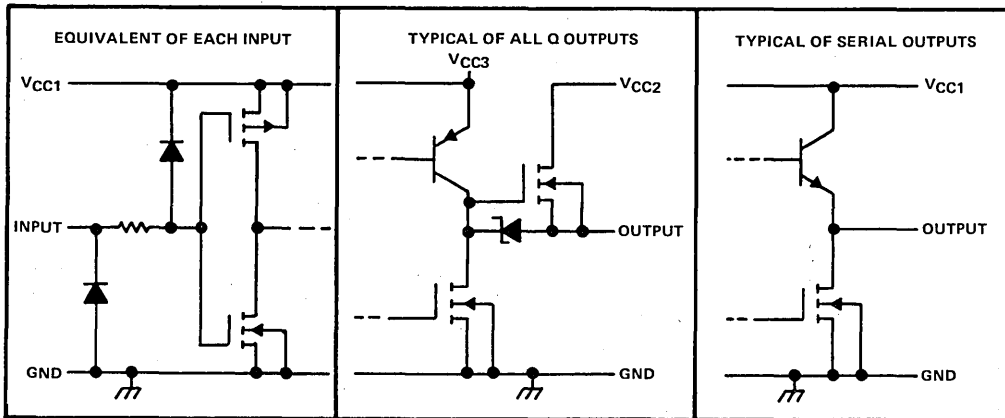 EQUIVALENT OF EACH INPUT
VCC1
INPUT
GND
TYPICAL OF ALL Q OUTPUTS
VCC3
VCC2
OUTPUT
GND
TYPICAL OF SERIAL OUTPUTS
VCC1
OUTPUT
GND